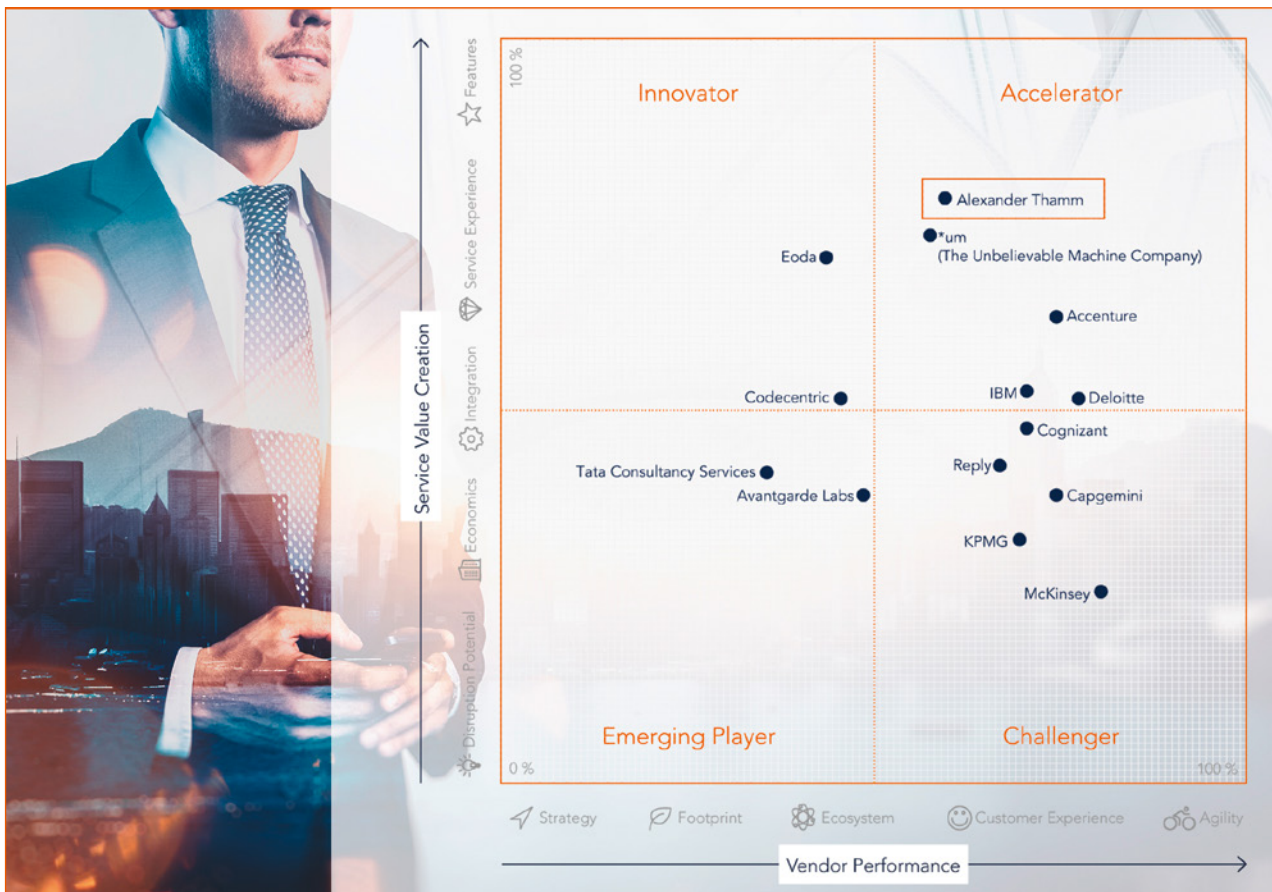 100 %
Innovator
Accelerator
Alexander Thamm
*um
(The Unbelievable Machine Company)
Eoda
Accenture
IBM
Deloitte
Codecentric
Cognizant
Reply
Tata Consultancy Services
Avantgarde Labs
Capgemini
KPMG
McKinsey
Emerging Player
Challenger
0 %
100 %
Service Value Creation
Features
Service Experience
Integration
Economics
Disruption Potential
Strategy
Footprint
Ecosystem
Customer Experience
Agility
Vendor Performance